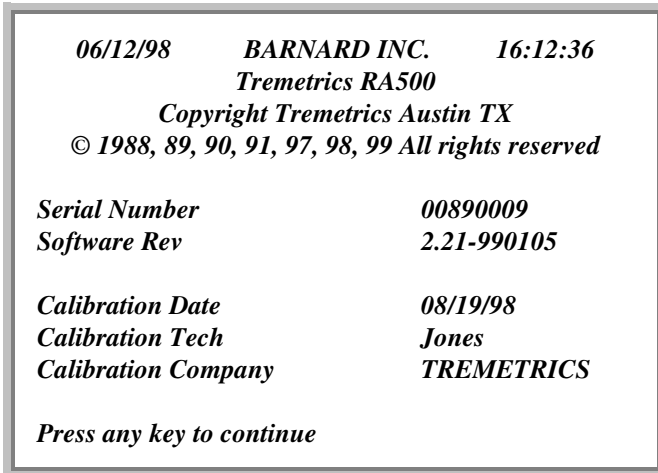 06/12/98 BARNARD INC. 16:12:36
Tremetrics RA500
Copyright Tremetrics Austin TX
© 1988, 89, 90, 91, 97, 98, 99 All rights reserved
Serial Number 00890009
Software Rev 2.21-990105
Calibration Date 08/19/98
Calibration Tech Jones
Calibration Company TREMETRICS
Press any key to continue